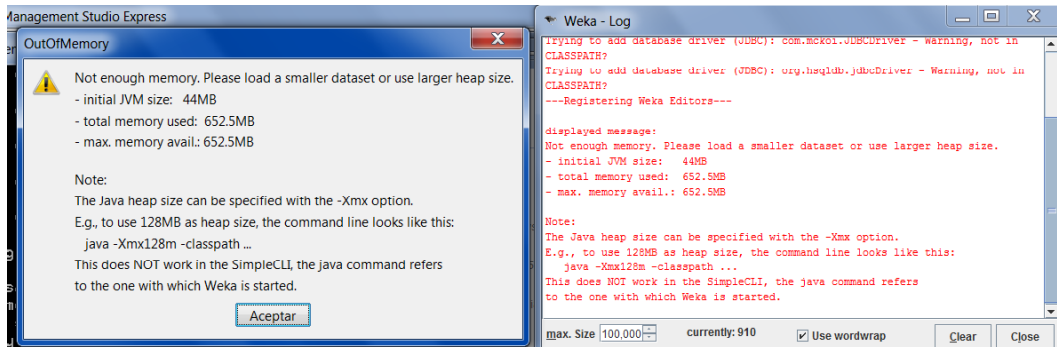 Management Studio Express
OutOfMemory
Not enough memory. Please load a smaller dataset or use larger heap size.
- initial JVM size: 44MB
- total memory used: 652.5MB
- max. memory avail.: 652.5MB
Note:
The Java heap size can be specified with the -Xmx option.
E.g., to use 128MB as heap size, the command line looks like this:
java -Xmx128m -classpath ...
This does NOT work in the SimpleCLI, the java command refers
to the one with which Weka is started.
Aceptar
Weka - Log
Trying to add database driver (JDBC): com.mckoi.JDBCDriver - Warning, not in
CLASSPATH?
Trying to add database driver (JDBC): org.hsqldb.jdbcDriver - Warning, not in
CLASSPATH?
---Registering Weka Editors---
displayed message:
Not enough memory. Please load a smaller dataset or use larger heap size.
- initial JVM size: 44MB
- total memory used: 652.5MB
- max. memory avail.: 652.5MB
Note:
The Java heap size can be specified with the -Xmx option.
E.g., to use 128MB as heap size, the command line looks like this:
java -Xmx128m -classpath ...
This does NOT work in the SimpleCLI, the java command refers
to the one with which Weka is started.
max. Size 100,000 currently: 910 Use wordwrap Clear Close